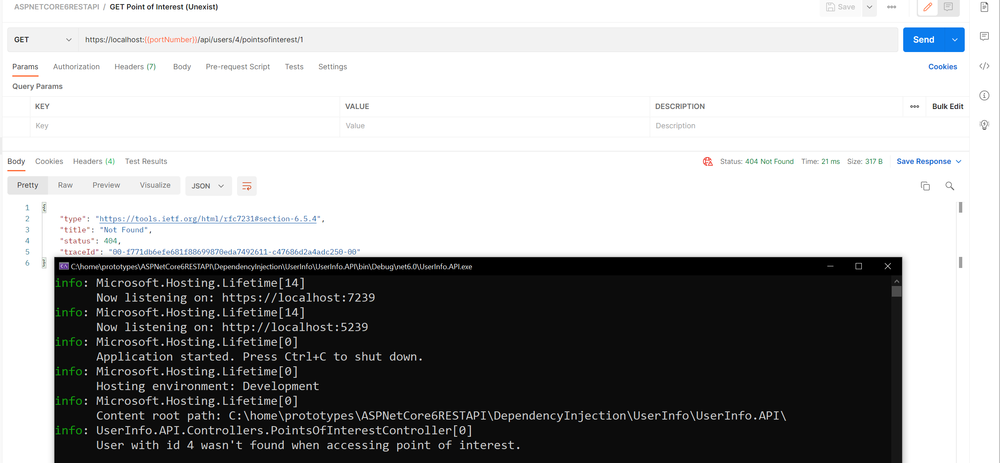 ASPNETCORE6RESTAPI / GET Point of Interest (Unexist)
Save
GET https://localhost:{{portNumber}}/api/users/4/pointsofinterest/1 Send
Params Authorization Headers (7) Body Pre-request Script Tests Settings Cookies
Query Params
KEY VALUE DESCRIPTION Bulk Edit
Key Value Description
Body Cookies Headers (4) Test Results Status: 404 Not Found Time: 21 ms Size: 317 B Save Response
Pretty Raw Preview Visualize JSON
1 {
2 "type": "https://tools.ietf.org/html/rfc7231#section-6.5.4",
3 "title": "Not Found",
4 "status": 404,
5 "traceId": "00-f771db6efe681f88699870eda7492611-c47686d2a4adc250-00"
6 }
C:\home\prototypes\ASPNetCore6RESTAPI\DependencyInjection\UserInfo\UserInfo.API\bin\Debug\net6.0\UserInfo.API.exe
info: Microsoft.Hosting.Lifetime[14]
Now listening on: https://localhost:7239
info: Microsoft.Hosting.Lifetime[14]
Now listening on: http://localhost:5239
info: Microsoft.Hosting.Lifetime[0]
Application started. Press Ctrl+C to shut down.
info: Microsoft.Hosting.Lifetime[0]
Hosting environment: Development
info: Microsoft.Hosting.Lifetime[0]
Content root path: C:\home\prototypes\ASPNetCore6RESTAPI\DependencyInjection\UserInfo\UserInfo.API\
info: UserInfo.API.Controllers.PointsOfInterestController[0]
User with id 4 wasn't found when accessing point of interest.